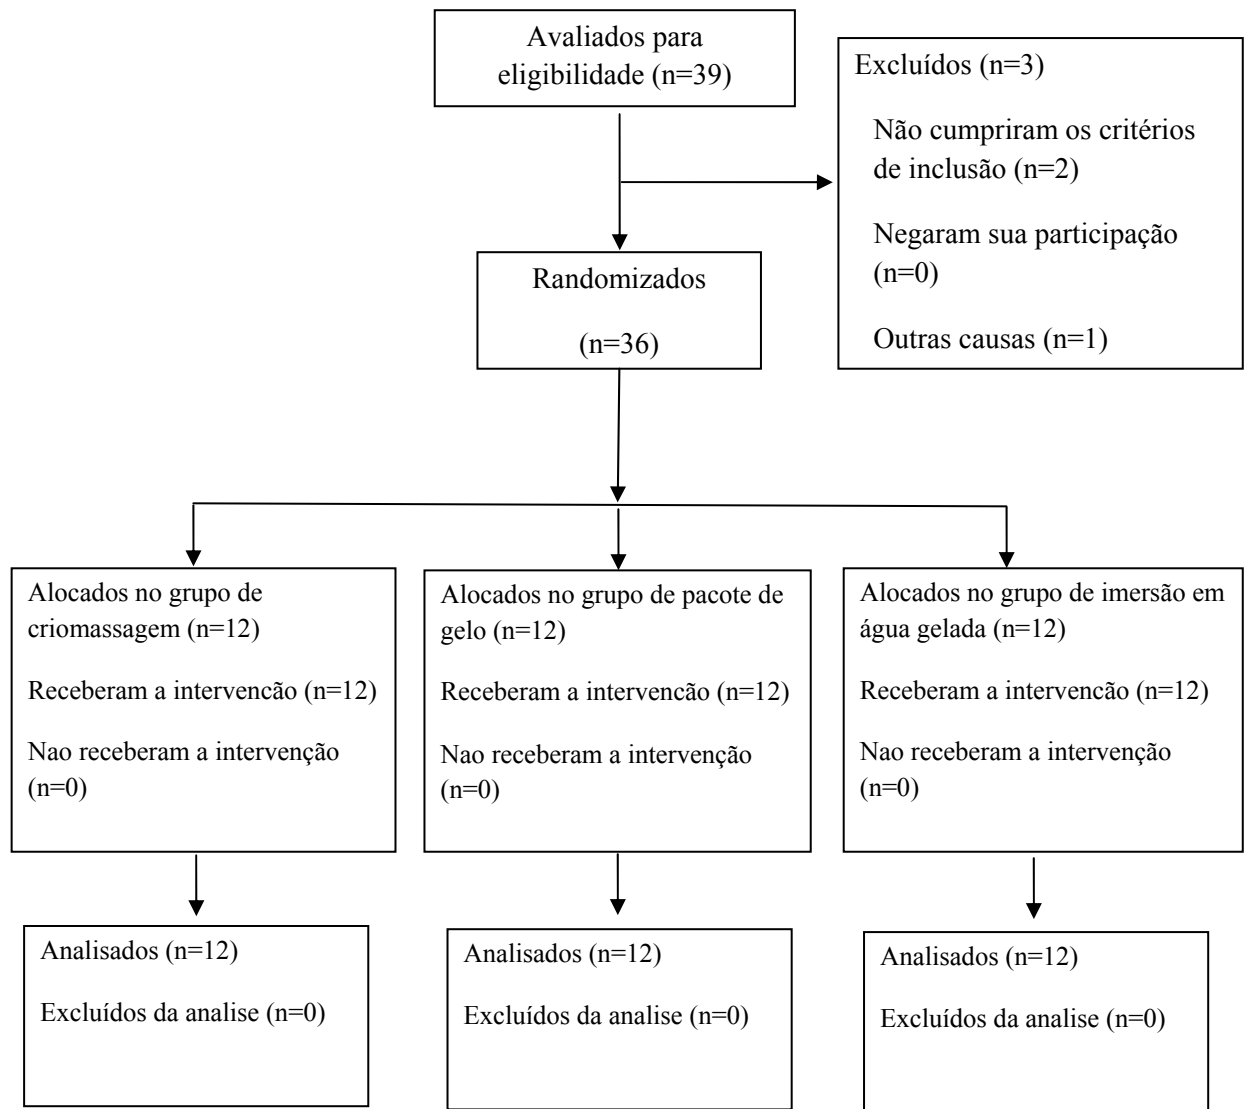 Avaliados para
eligibilidade (n=39)
Excluídos (n=3)
Não cumpriram os critérios
de inclusão (n=2)
Negaram sua participação
(n=0)
Outras causas (n=1)
Randomizados
(n=36)
Alocados no grupo de
criomassagem (n=12)
Receberam a intervencão (n=12)
Nao receberam a intervenção
(n=0)
Alocados no grupo de pacote de
gelo (n=12)
Receberam a intervencão (n=12)
Nao receberam a intervenção
(n=0)
Alocados no grupo de imersão em
água gelada (n=12)
Receberam a intervencão (n=12)
Nao receberam a intervenção
(n=0)
Analisados (n=12)
Excluídos da analise (n=0)
Analisados (n=12)
Excluídos da analise (n=0)
Analisados (n=12)
Excluídos da analise (n=0)